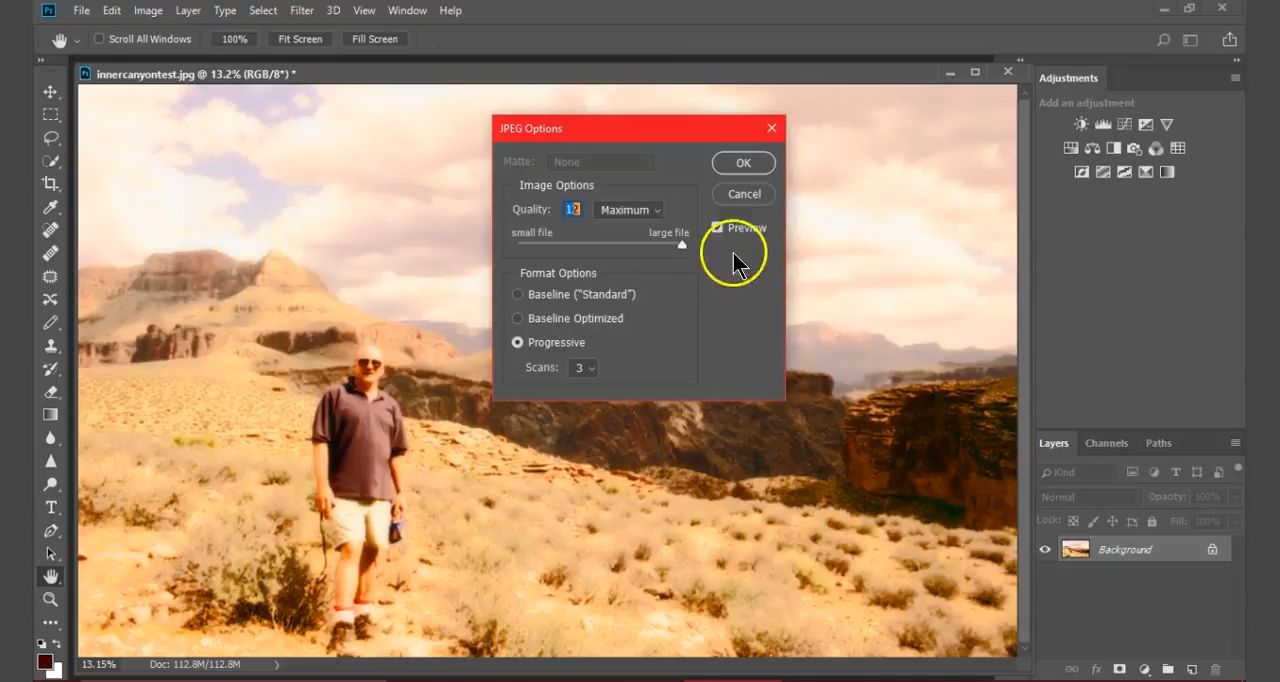 Ps File Edit Image Layer Type Select Filter 3D View Window Help
Scroll All Windows 100% Fit Screen Fill Screen
Ps innercanyontest.jpg @ 13.2% (RGB/8*) *
Adjustments
Add an adjustment
JPEG Options
Matte: None OK
Image Options
Cancel
Quality: 12 Maximum
small file large file
Preview
Format Options
Baseline ("Standard")
Baseline Optimized
Progressive
Scans: 3
Layers Channels Paths
Kind
Normal Opacity: 100%
Lock: Fill: 100%
Background
13.15% Doc: 112.8M/112.8M